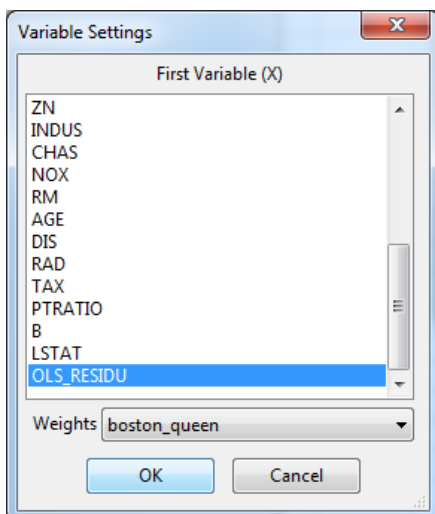 Variable Settings
First Variable (X)
ZN
INDUS
CHAS
NOX
RM
AGE
DIS
RAD
TAX
PTRATIO
B
LSTAT
OLS_RESIDU
Weights boston_queen
OK Cancel